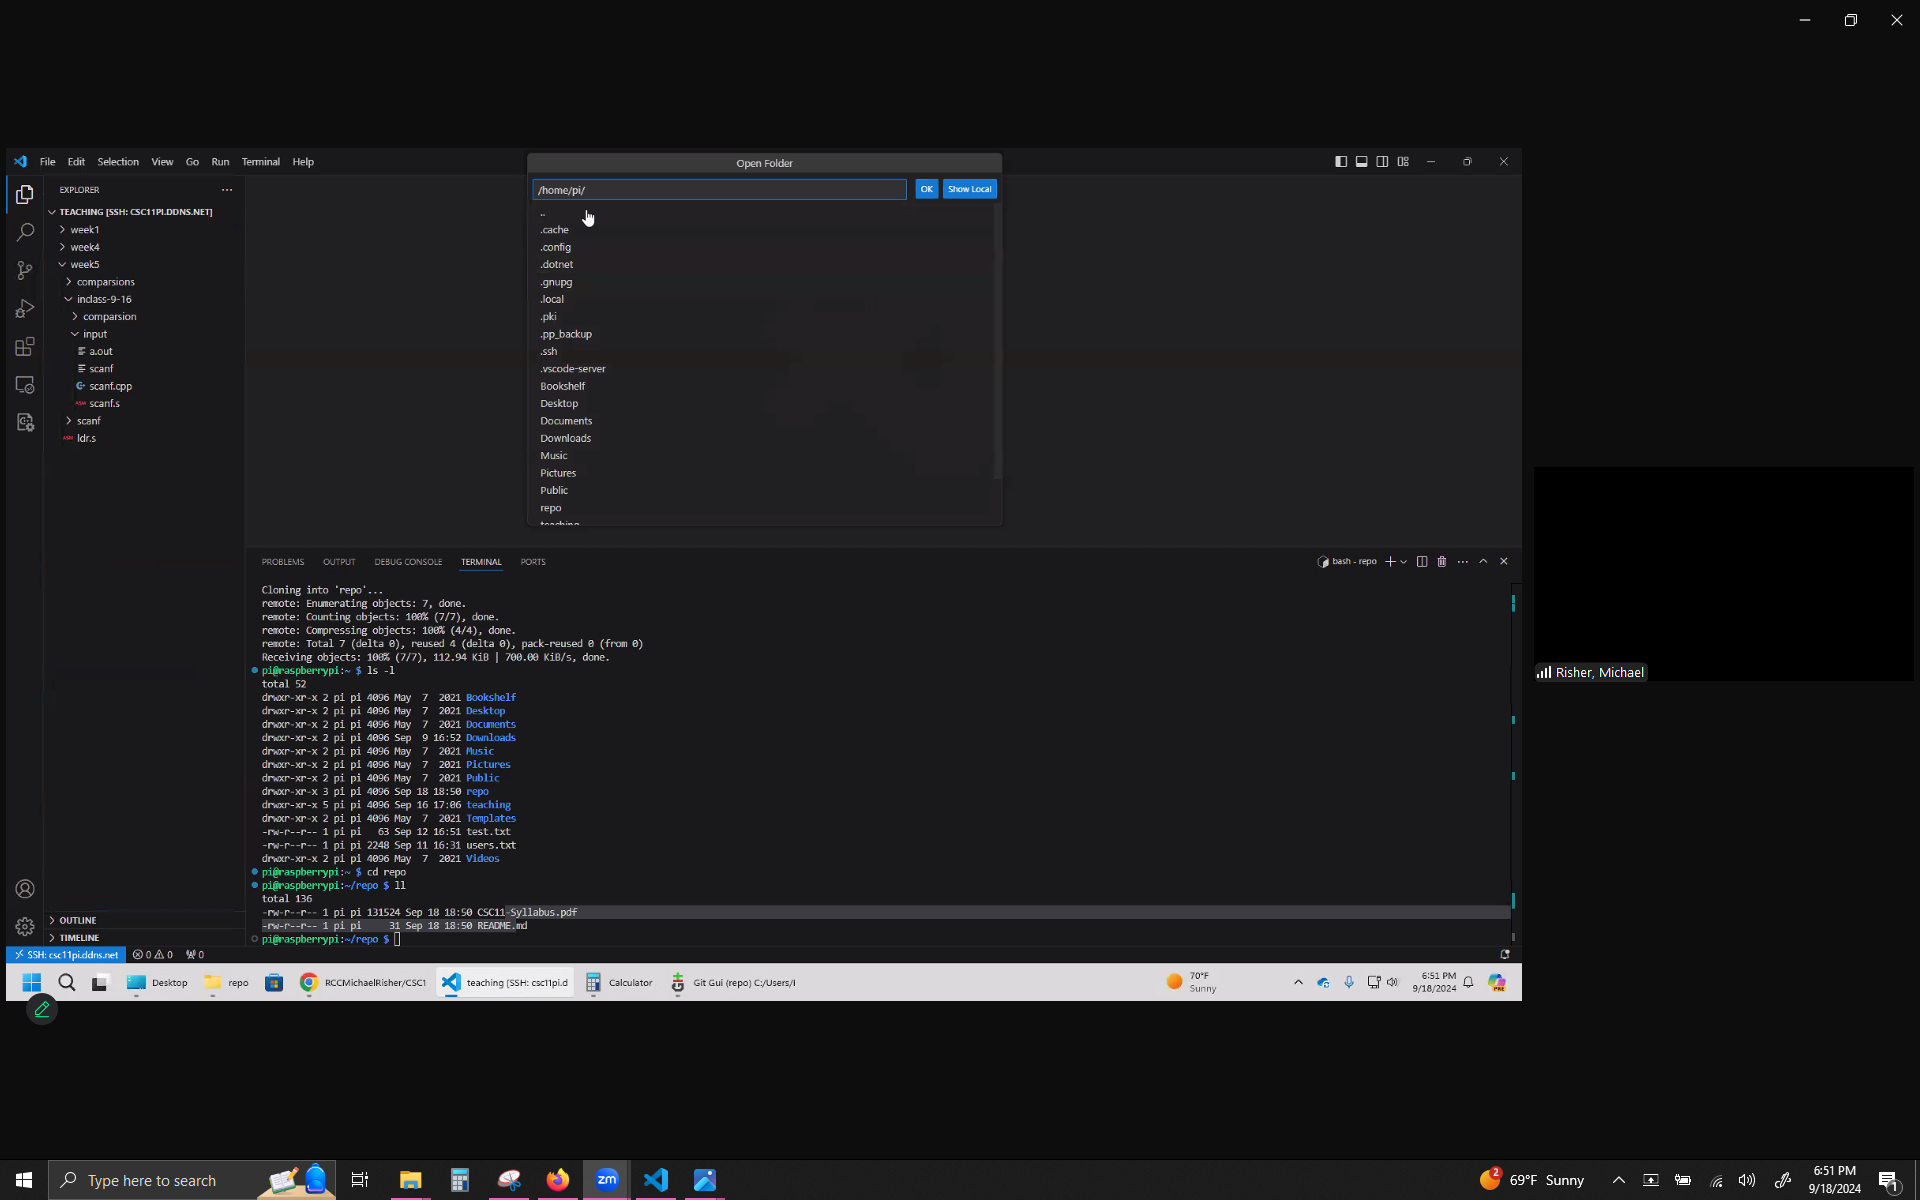 File Edit Selection View Go Run Terminal Help
Open Folder
/home/pi/
OK
Show Local
EXPLORER
TEACHING [SSH: CSC11PI.DDNS.NET]
week1
week4
week5
comparsions
inclass-9-16
comparsion
input
a.out
scanf
scanf.cpp
ASM scanf.s
scanf
ASM ldr.s
OUTLINE
TIMELINE
..
.cache
.config
.dotnet
.gnupg
.local
.pki
.pp_backup
.ssh
.vscode-server
Bookshelf
Desktop
Documents
Downloads
Music
Pictures
Public
repo
teaching
PROBLEMS OUTPUT DEBUG CONSOLE TERMINAL PORTS
bash - repo
Cloning into 'repo'...
remote: Enumerating objects: 7, done.
remote: Counting objects: 100% (7/7), done.
remote: Compressing objects: 100% (4/4), done.
remote: Total 7 (delta 0), reused 4 (delta 0), pack-reused 0 (from 0)
Receiving objects: 100% (7/7), 112.94 KiB | 700.00 KiB/s, done.
pi@raspberrypi:~ $ ls -l
total 52
drwxr-xr-x 2 pi pi 4096 May 7 2021 Bookshelf
drwxr-xr-x 2 pi pi 4096 May 7 2021 Desktop
drwxr-xr-x 2 pi pi 4096 May 7 2021 Documents
drwxr-xr-x 2 pi pi 4096 Sep 9 16:52 Downloads
drwxr-xr-x 2 pi pi 4096 May 7 2021 Music
drwxr-xr-x 2 pi pi 4096 May 7 2021 Pictures
drwxr-xr-x 2 pi pi 4096 May 7 2021 Public
drwxr-xr-x 3 pi pi 4096 Sep 18 18:50 repo
drwxr-xr-x 5 pi pi 4096 Sep 16 17:06 teaching
drwxr-xr-x 2 pi pi 4096 May 7 2021 Templates
-rw-r--r-- 1 pi pi 63 Sep 12 16:51 test.txt
-rw-r--r-- 1 pi pi 2248 Sep 11 16:31 users.txt
drwxr-xr-x 2 pi pi 4096 May 7 2021 Videos
pi@raspberrypi:~ $ cd repo
pi@raspberrypi:~/repo $ ll
total 136
-rw-r--r-- 1 pi pi 131524 Sep 18 18:50 CSC11-Syllabus.pdf
-rw-r--r-- 1 pi pi 31 Sep 18 18:50 README.md
pi@raspberrypi:~/repo $
SSH: csc11pi.ddns.net 0 0 0
Desktop repo RCCMichaelRisher/CSC1 teaching [SSH: csc11pi.d Calculator Git Gui (repo) C:/Users/I
70°F
Sunny
6:51 PM
9/18/2024
PRE
Risher, Michael
Type here to search
zm
2
69°F Sunny
6:51 PM
9/18/2024
1